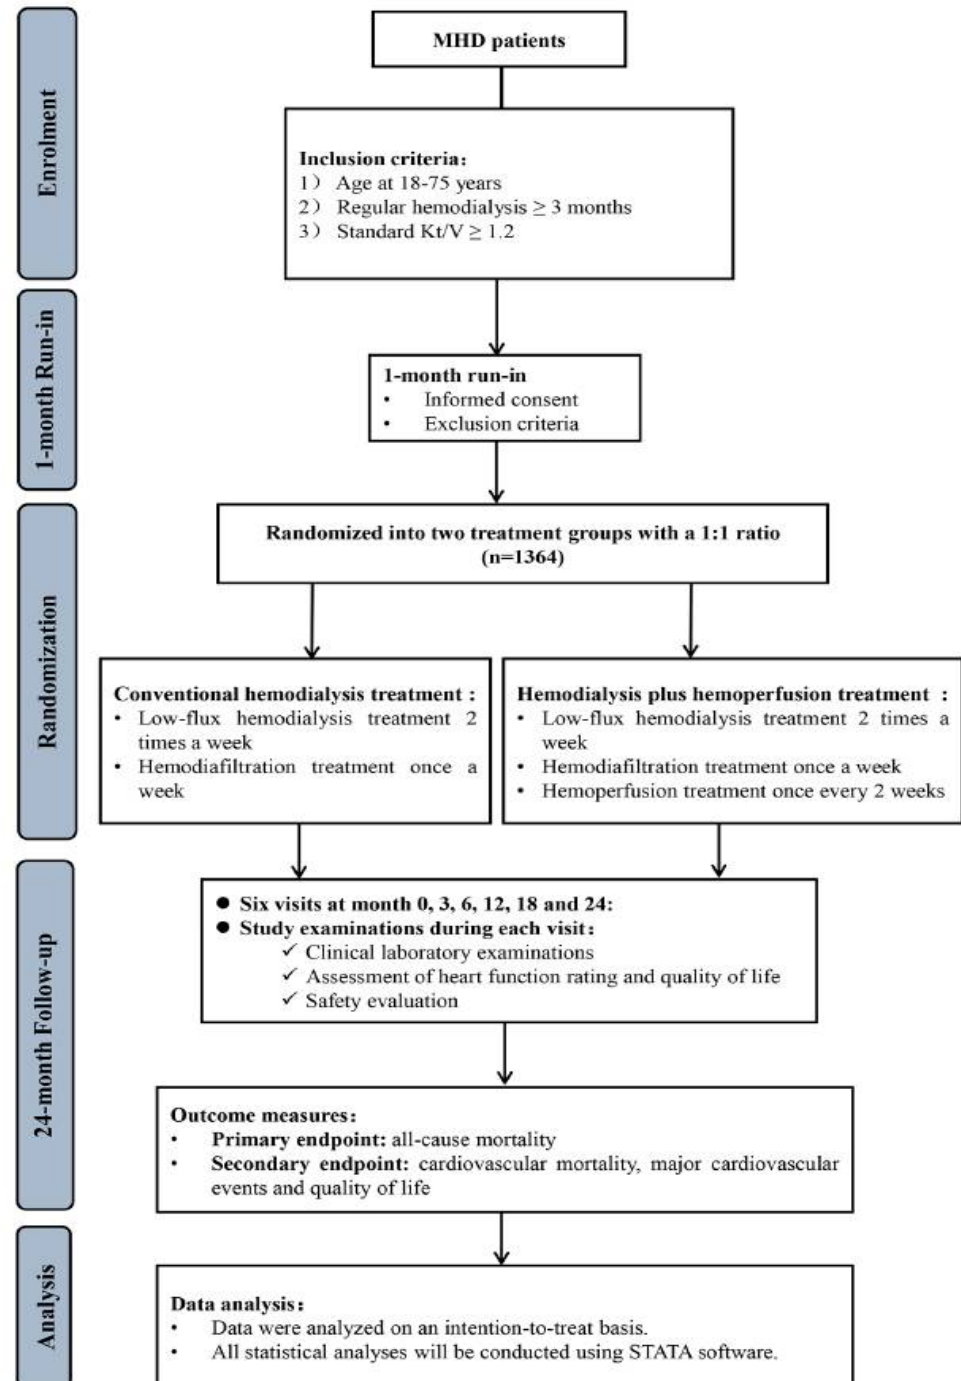 Enrolment
MHD patients
Inclusion criteria:
1) Age at 18-75 years
2) Regular hemodialysis ≥ 3 months
3) Standard Kt/V ≥ 1.2
1-month Run-in
1-month run-in
• Informed consent
• Exclusion criteria
Randomization
Randomized into two treatment groups with a 1:1 ratio
(n=1364)
Conventional hemodialysis treatment :
• Low-flux hemodialysis treatment 2
times a week
• Hemodiafiltration treatment once a
week
Hemodialysis plus hemoperfusion treatment :
• Low-flux hemodialysis treatment 2 times a
week
• Hemodiafiltration treatment once a week
• Hemoperfusion treatment once every 2 weeks
24-month Follow-up
● Six visits at month 0, 3, 6, 12, 18 and 24:
● Study examinations during each visit:
✓ Clinical laboratory examinations
✓ Assessment of heart function rating and quality of life
✓ Safety evaluation
Outcome measures:
• Primary endpoint: all-cause mortality
• Secondary endpoint: cardiovascular mortality, major cardiovascular
events and quality of life
Analysis
Data analysis:
• Data were analyzed on an intention-to-treat basis.
• All statistical analyses will be conducted using STATA software.